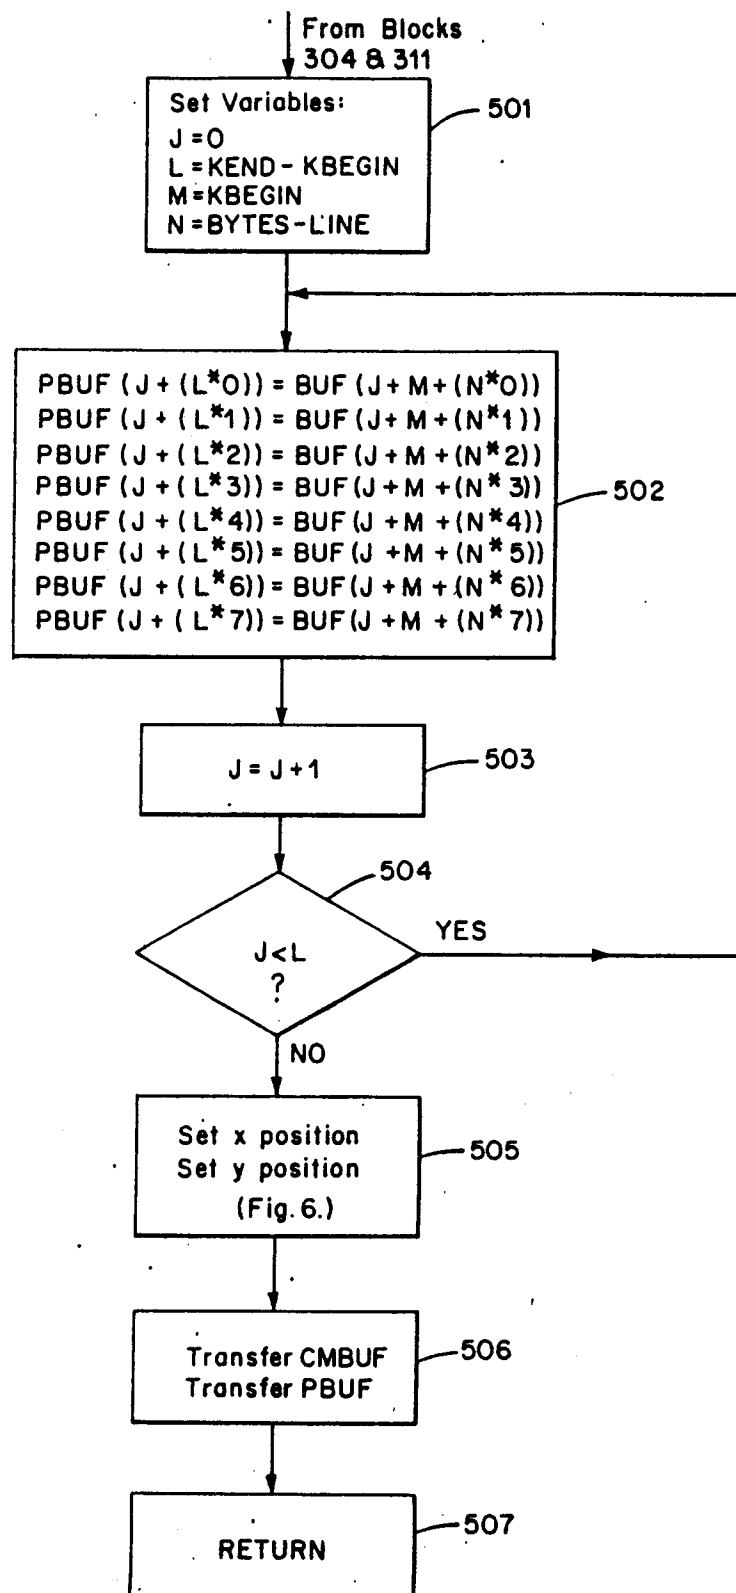 From Blocks
304 & 311
Set Variables:
J=0
L=KEND-KBEGIN
M=KBEGIN
N=BYTES-LINE
501
PBUF (J+(L*0))=BUF(J+M+(N*0))
PBUF (J+(L*1))=BUF(J+M+(N*1))
PBUF (J+(L*2))=BUF(J+M+(N*2))
PBUF (J+(L*3))=BUF(J+M+(N*3))
PBUF (J+(L*4))=BUF(J+M+(N*4))
PBUF (J+(L*5))=BUF(J+M+(N*5))
PBUF (J+(L*6))=BUF(J+M+(N*6))
PBUF (J+(L*7))=BUF(J+M+(N*7))
502
J=J+1
503
504
J<L
?
YES
NO
Set x position
Set y position
(Fig. 6.)
505
Transfer CMBUF
Transfer PBUF
506
RETURN
507